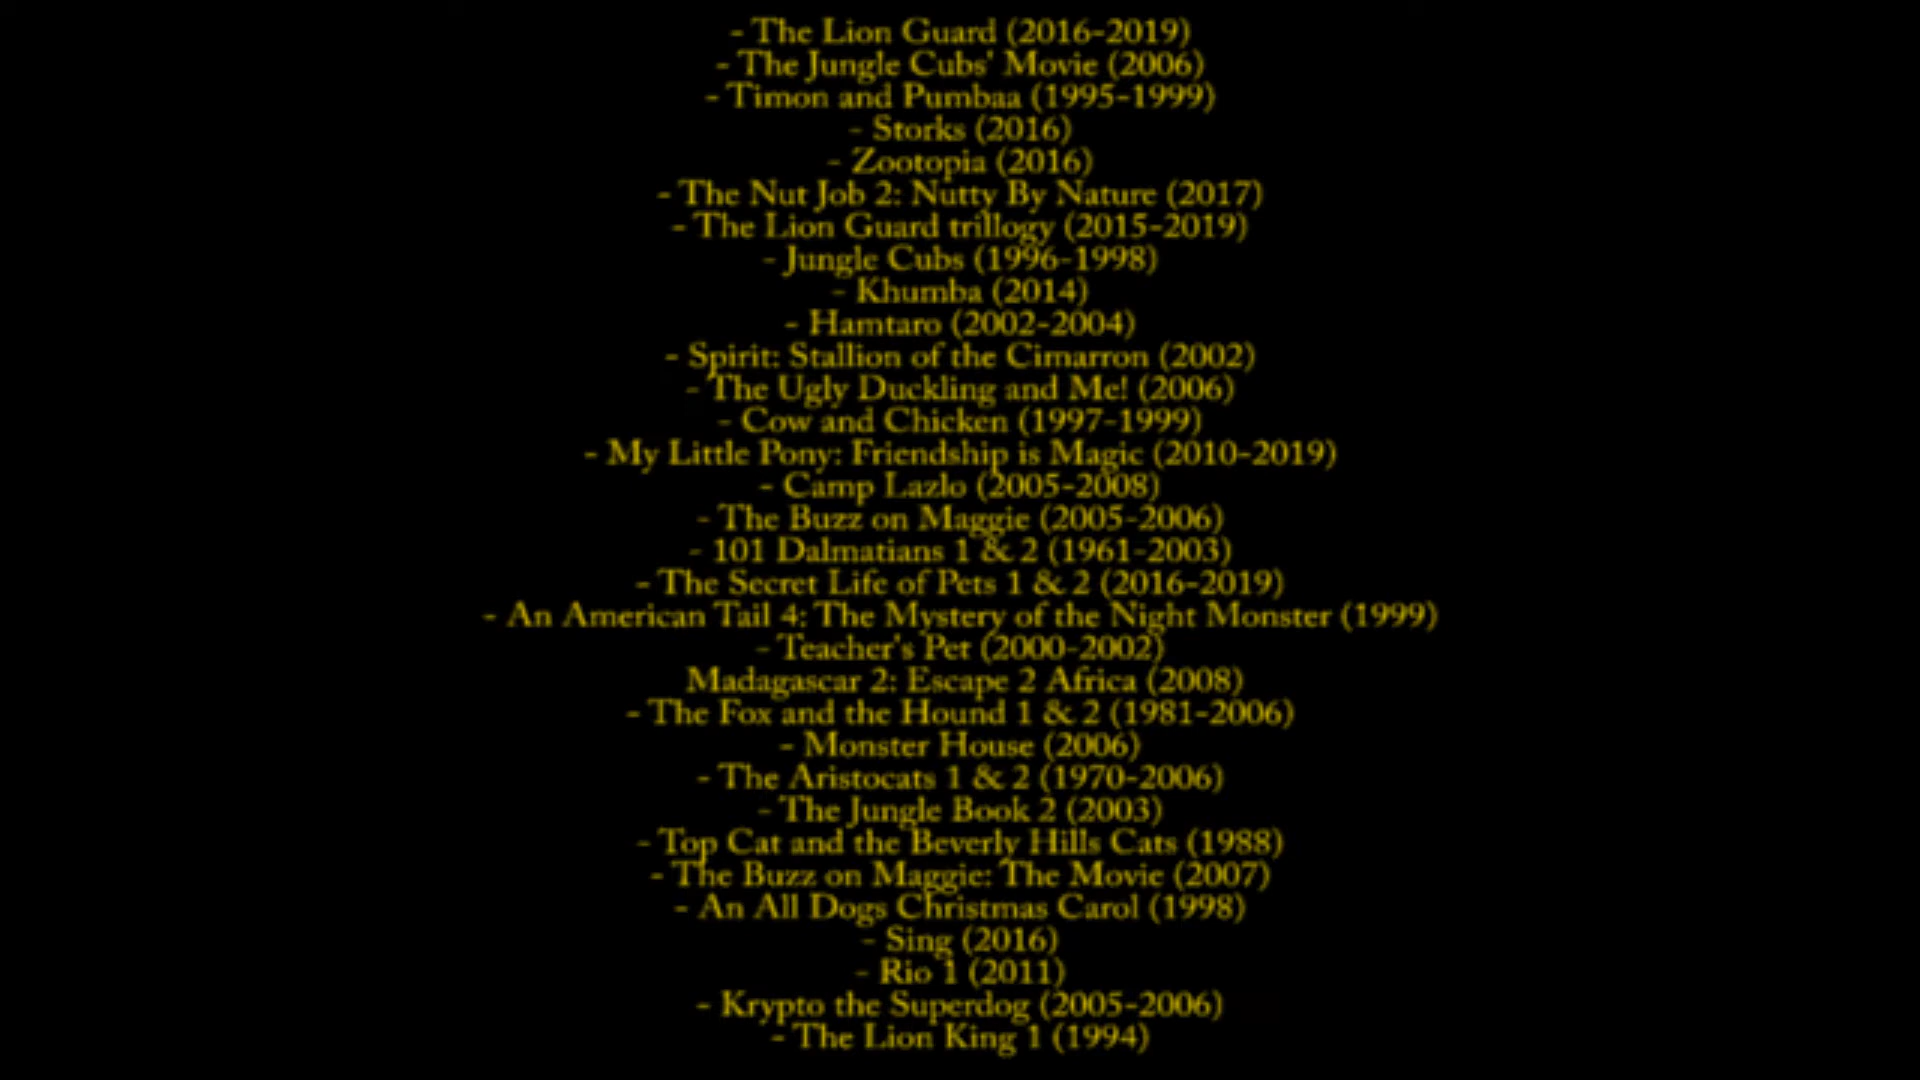 - The Lion Guard (2016-2019)
- The Jungle Cubs' Movie (2006)
- Timon and Pumbaa (1995-1999)
- Storks (2016)
- Zootopia (2016)
- The Nut Job 2: Nutty By Nature (2017)
- The Lion Guard trillogy (2015-2019)
- Jungle Cubs (1996-1998)
- Khumba (2014)
- Hamtaro (2002-2004)
- Spirit: Stallion of the Cimarron (2002)
- The Ugly Duckling and Me! (2006)
- Cow and Chicken (1997-1999)
- My Little Pony: Friendship is Magic (2010-2019)
- Camp Lazlo (2005-2008)
- The Buzz on Maggie (2005-2006)
- 101 Dalmatians 1 & 2 (1961-2003)
- The Secret Life of Pets 1 & 2 (2016-2019)
- An American Tail 4: The Mystery of the Night Monster (1999)
- Teacher's Pet (2000-2002)
Madagascar 2: Escape 2 Africa (2008)
- The Fox and the Hound 1 & 2 (1981-2006)
- Monster House (2006)
- The Aristocats 1 & 2 (1970-2006)
- The Jungle Book 2 (2003)
- Top Cat and the Beverly Hills Cats (1988)
- The Buzz on Maggie: The Movie (2007)
- An All Dogs Christmas Carol (1998)
- Sing (2016)
- Rio 1 (2011)
- Krypto the Superdog (2005-2006)
- The Lion King 1 (1994)